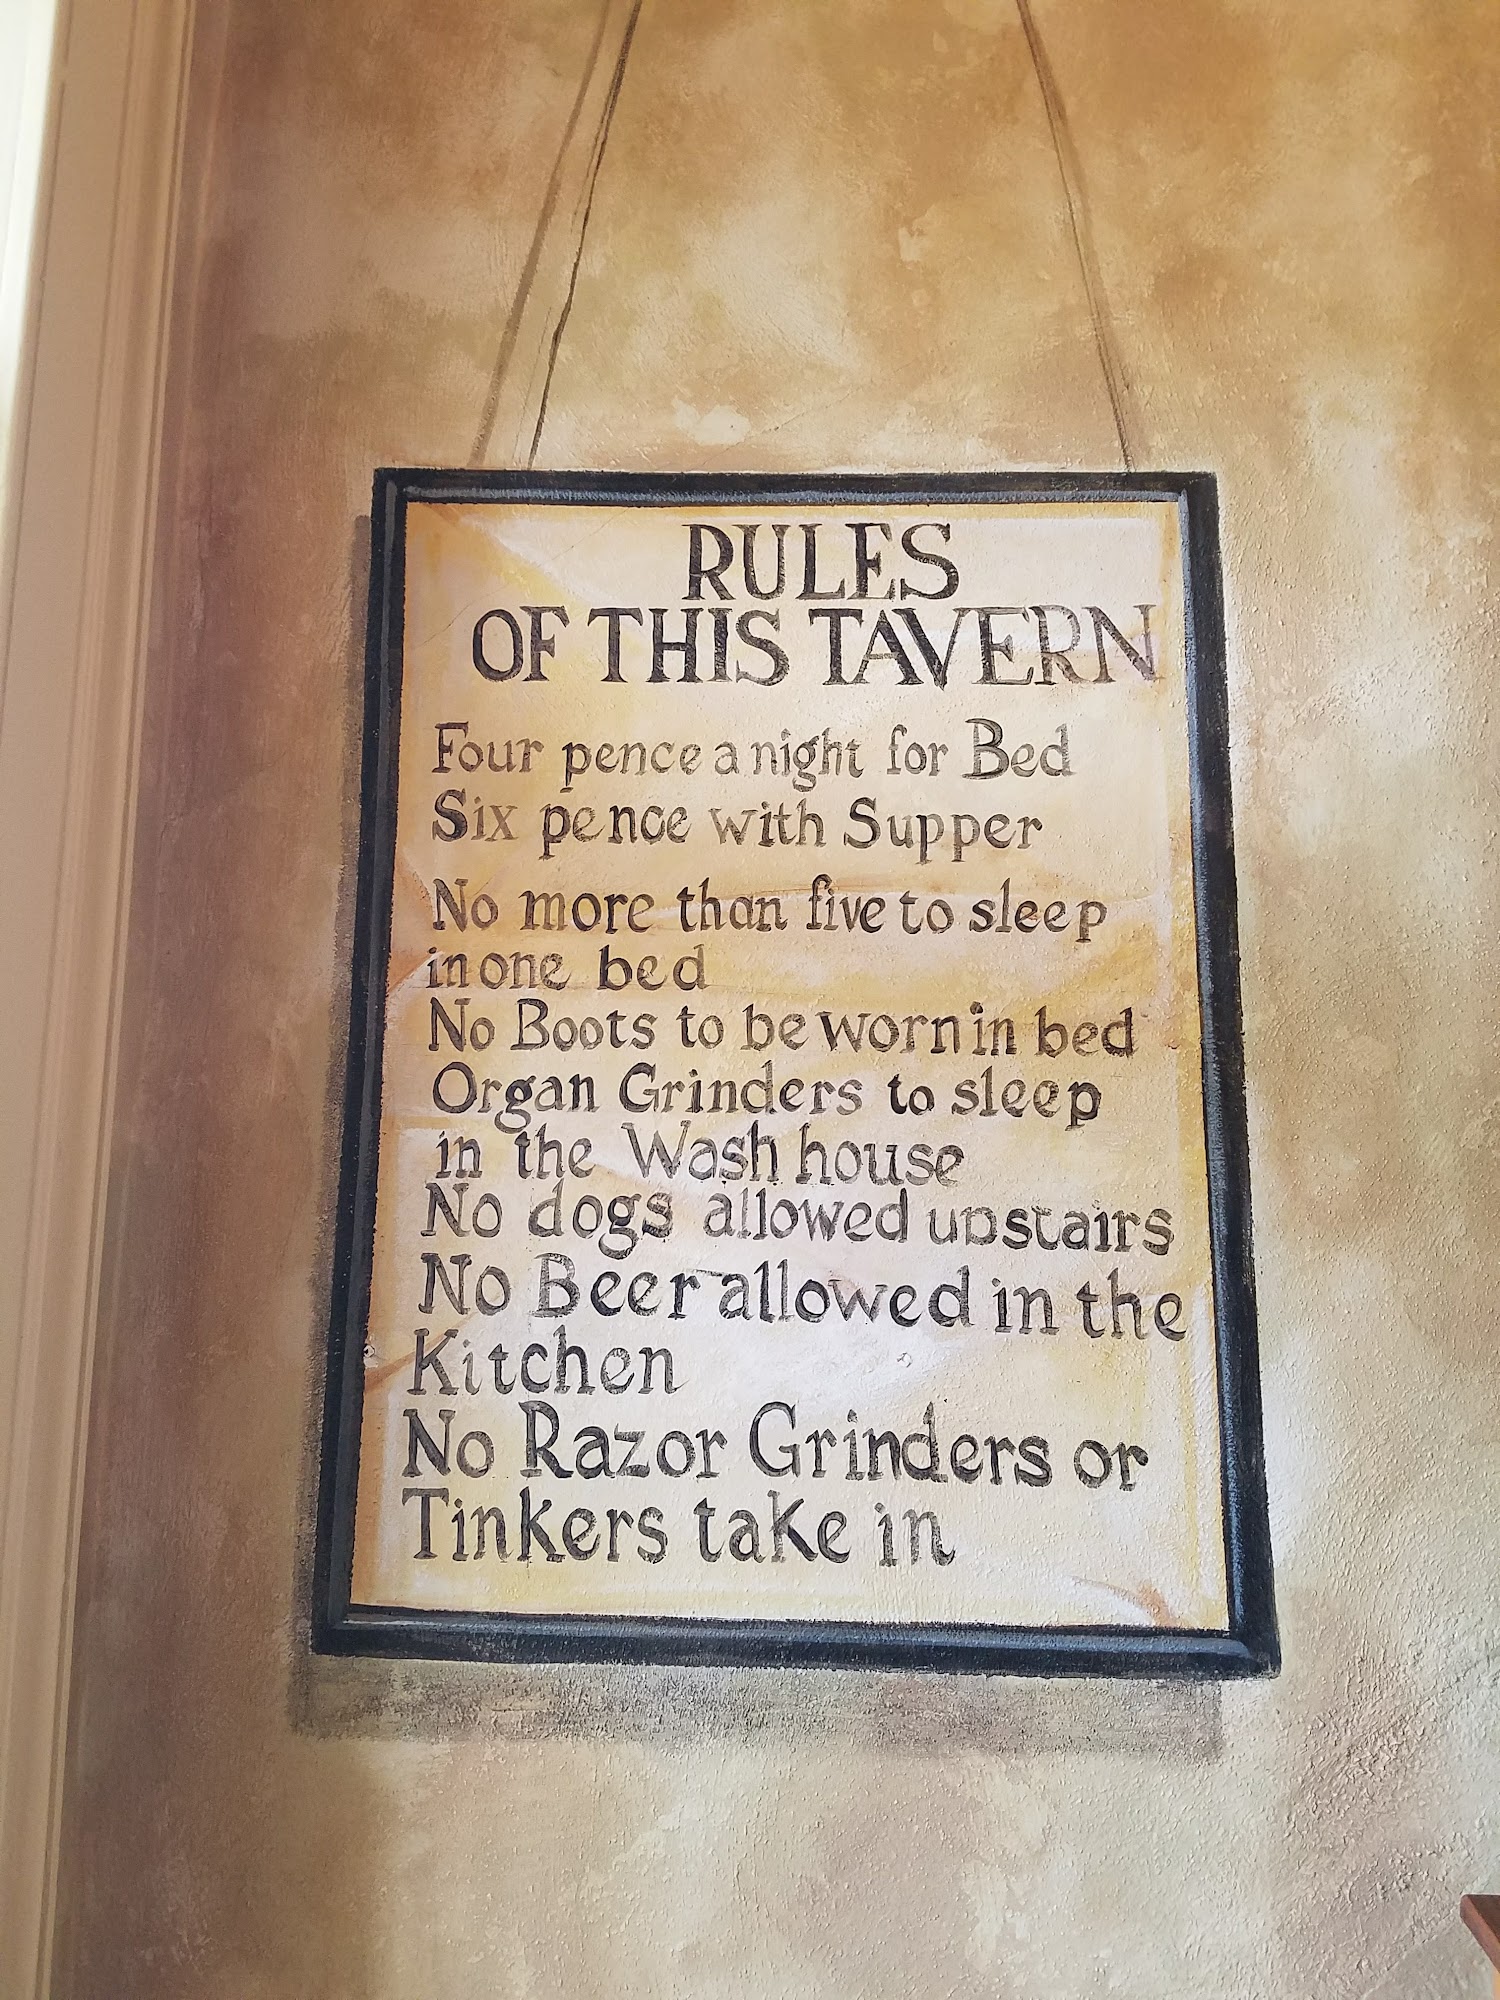 RULES
OF THIS TAVERN
Four pence a night for Bed
Six pence with Supper
No more than five to sleep
in one bed
No Boots to be worn in bed
Organ Grinders to sleep
in the Wash house
No dogs allowed upstairs
No Beer allowed in the
Kitchen
No Razor Grinders or
Tinkers take in